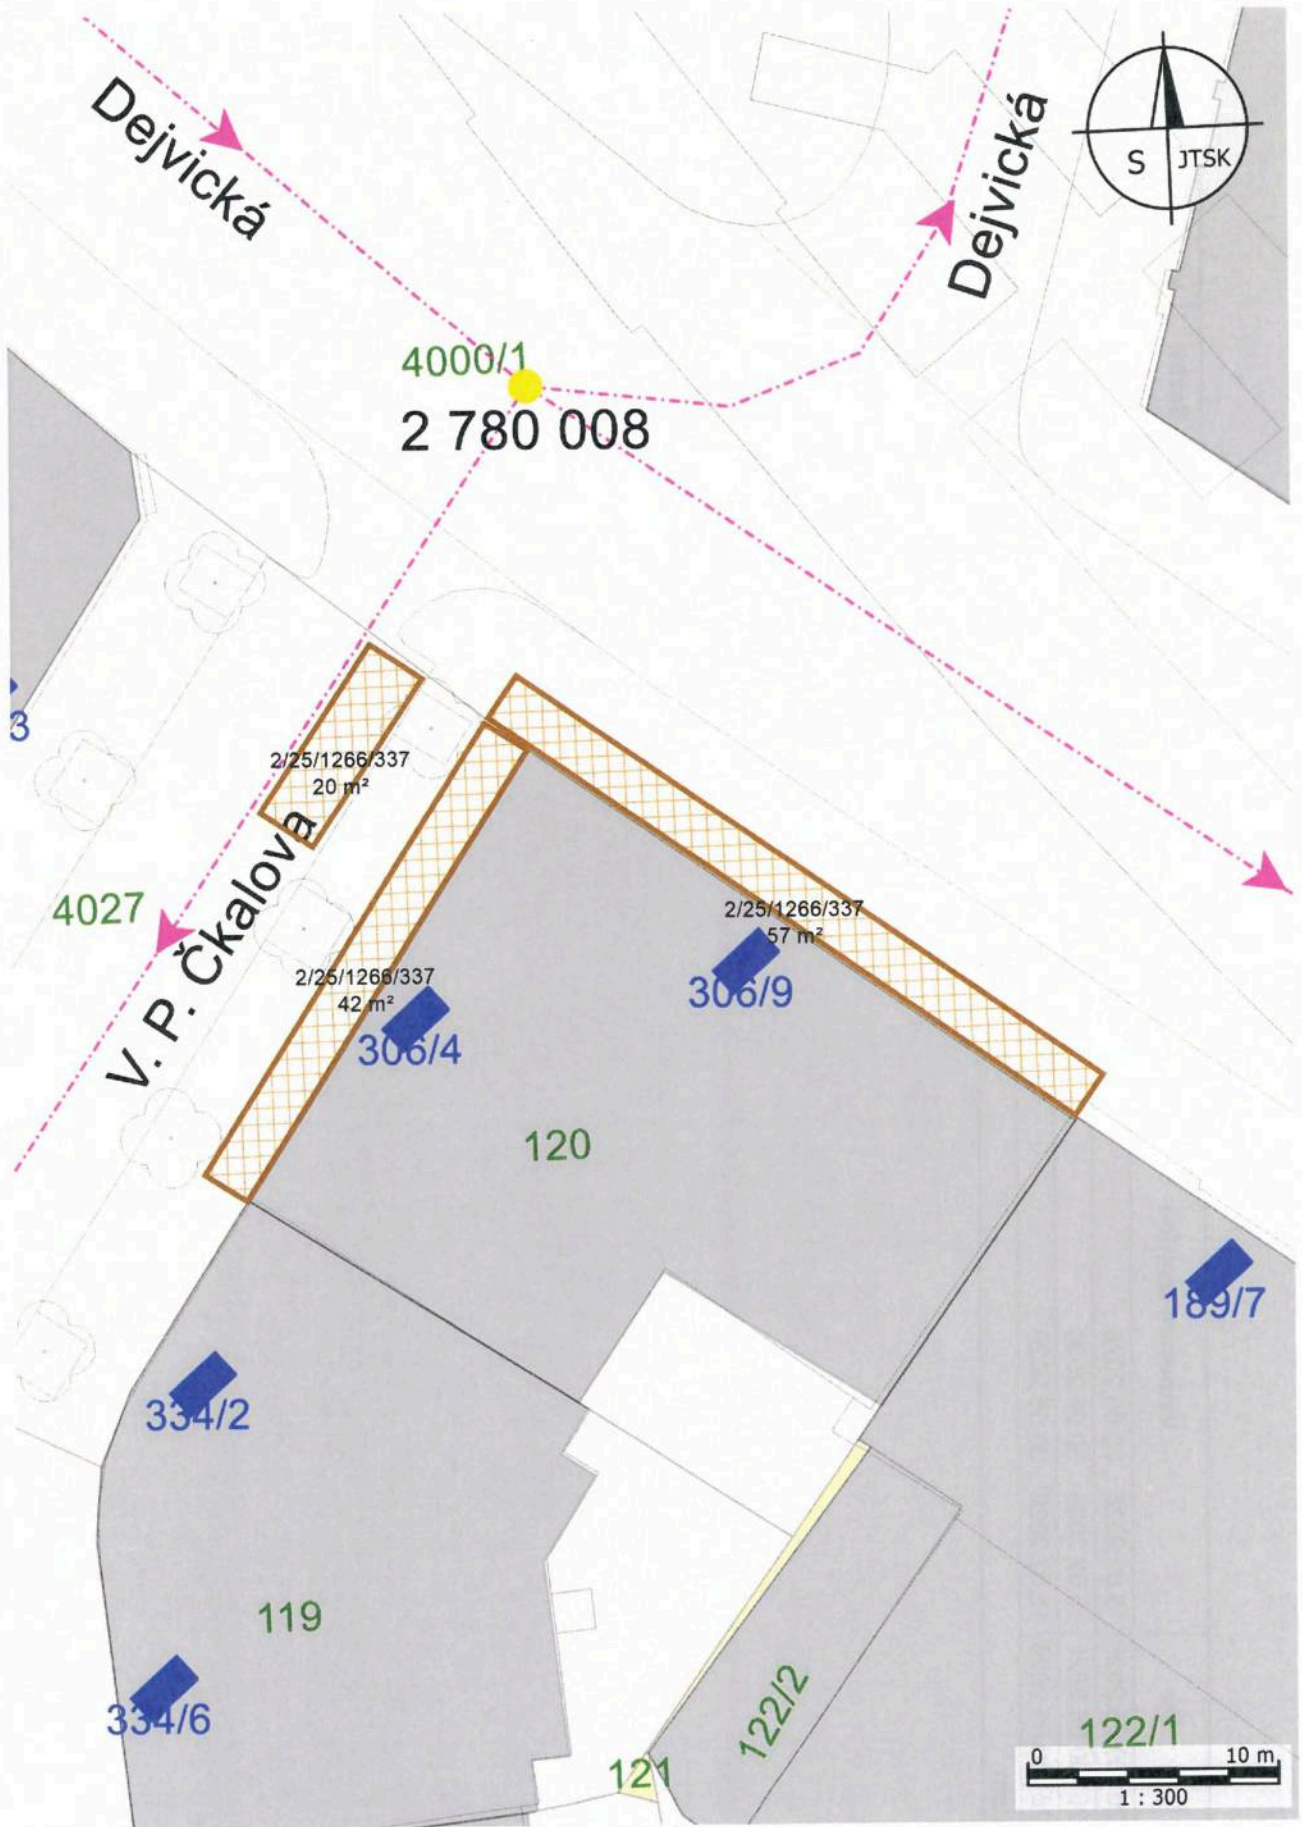 Dejvická
Dejvická
S JTSK
4000/1
2 780 008
3
2/25/1266/337
20 m²
4027
V. P. Čkalova
2/25/1266/337
57 m²
306/9
2/25/1266/337
42 m²
306/4
120
189/7
334/2
119
334/6
122/2
122/1
121
0 10 m
1 : 300